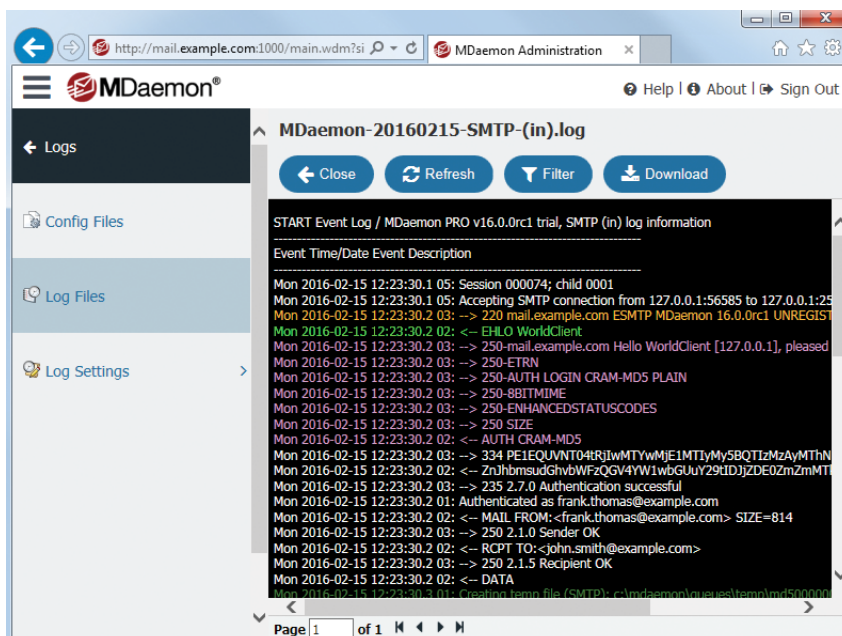 http://mail.example.com:1000/main.wdm?si
MDaemon Administration
MDaemon®
Help | About | Sign Out
Logs
Config Files
Log Files
Log Settings
MDaemon-20160215-SMTP-(in).log
Close
Refresh
Filter
Download
START Event Log / MDaemon PRO v16.0.0rc1 trial, SMTP (in) log information
--------------------------------------------------------------------------------
Event Time/Date Event Description
--------------------------------------------------------------------------------
Mon 2016-02-15 12:23:30.1 05: Session 000074; child 0001
Mon 2016-02-15 12:23:30.1 05: Accepting SMTP connection from 127.0.0.1:56585 to 127.0.0.1:25
Mon 2016-02-15 12:23:30.2 03: --> 220 mail.example.com ESMTP MDaemon 16.0.0rc1 UNREGIST
Mon 2016-02-15 12:23:30.2 02: <-- EHLO WorldClient
Mon 2016-02-15 12:23:30.2 03: --> 250-mail.example.com Hello WorldClient [127.0.0.1], pleased
Mon 2016-02-15 12:23:30.2 03: --> 250-ETRN
Mon 2016-02-15 12:23:30.2 03: --> 250-AUTH LOGIN CRAM-MD5 PLAIN
Mon 2016-02-15 12:23:30.2 03: --> 250-8BITMIME
Mon 2016-02-15 12:23:30.2 03: --> 250-ENHANCEDSTATUSCODES
Mon 2016-02-15 12:23:30.2 03: --> 250 SIZE
Mon 2016-02-15 12:23:30.2 02: <-- AUTH CRAM-MD5
Mon 2016-02-15 12:23:30.2 03: --> 334
Mon 2016-02-15 12:23:30.2 02: <--
Mon 2016-02-15 12:23:30.2 03: --> 235 2.7.0 Authentication successful
Mon 2016-02-15 12:23:30.2 01: Authenticated as frank.thomas@example.com
Mon 2016-02-15 12:23:30.2 02: <-- MAIL FROM:<frank.thomas@example.com> SIZE=814
Mon 2016-02-15 12:23:30.2 03: --> 250 2.1.0 Sender OK
Mon 2016-02-15 12:23:30.2 02: <-- RCPT TO:<john.smith@example.com>
Mon 2016-02-15 12:23:30.2 03: --> 250 2.1.5 Recipient OK
Mon 2016-02-15 12:23:30.2 02: <-- DATA
Mon 2016-02-15 12:23:30.3 01: Creating temp file (SMTP): c:\mdaemon\queues\temp\md5000000
Page 1 of 1